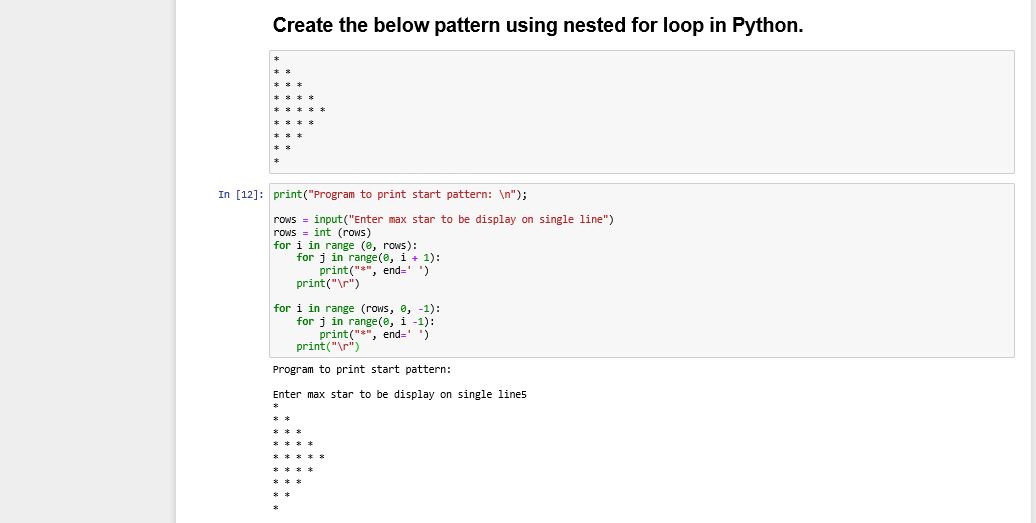 Create the below pattern using nested for loop in Python.
*
* *
* * *
* * * *
* * * * *
* * * *
* * *
* *
*
In [12]: print("Program to print start pattern: \n");
rows = input("Enter max star to be display on single line")
rows = int (rows)
for i in range (0, rows):
    for j in range(0, i + 1):
        print("*", end=' ')
    print("\r")
for i in range (rows, 0, -1):
    for j in range(0, i -1):
        print("*", end=' ')
    print("\r")
Program to print start pattern:
Enter max star to be display on single line5
*
* *
* * *
* * * *
* * * * *
* * * *
* * *
* *
*